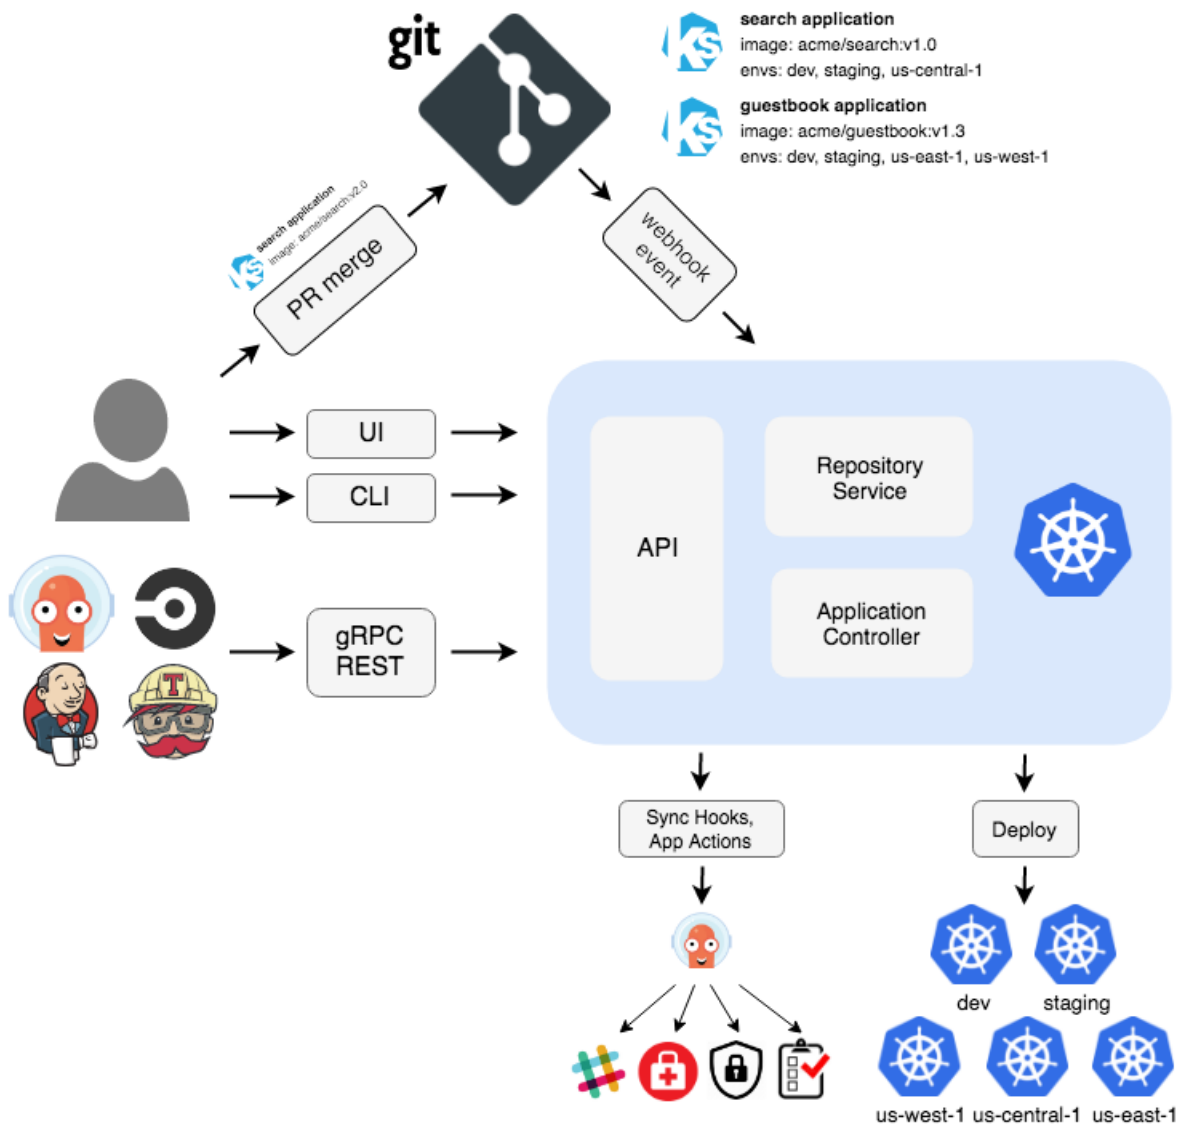 git
search application
image: acme/search:v1.0
envs: dev, staging, us-central-1
guestbook application
image: acme/guestbook:v1.3
envs: dev, staging, us-east-1, us-west-1
Ks
Ks
search application
image: acme/search:v2.0
Ks
PR merge
webhook
event
UI
CLI
gRPC
REST
API
Repository
Service
Application
Controller
T
Sync Hooks,
App Actions
Deploy
dev
staging
us-west-1
us-central-1
us-east-1